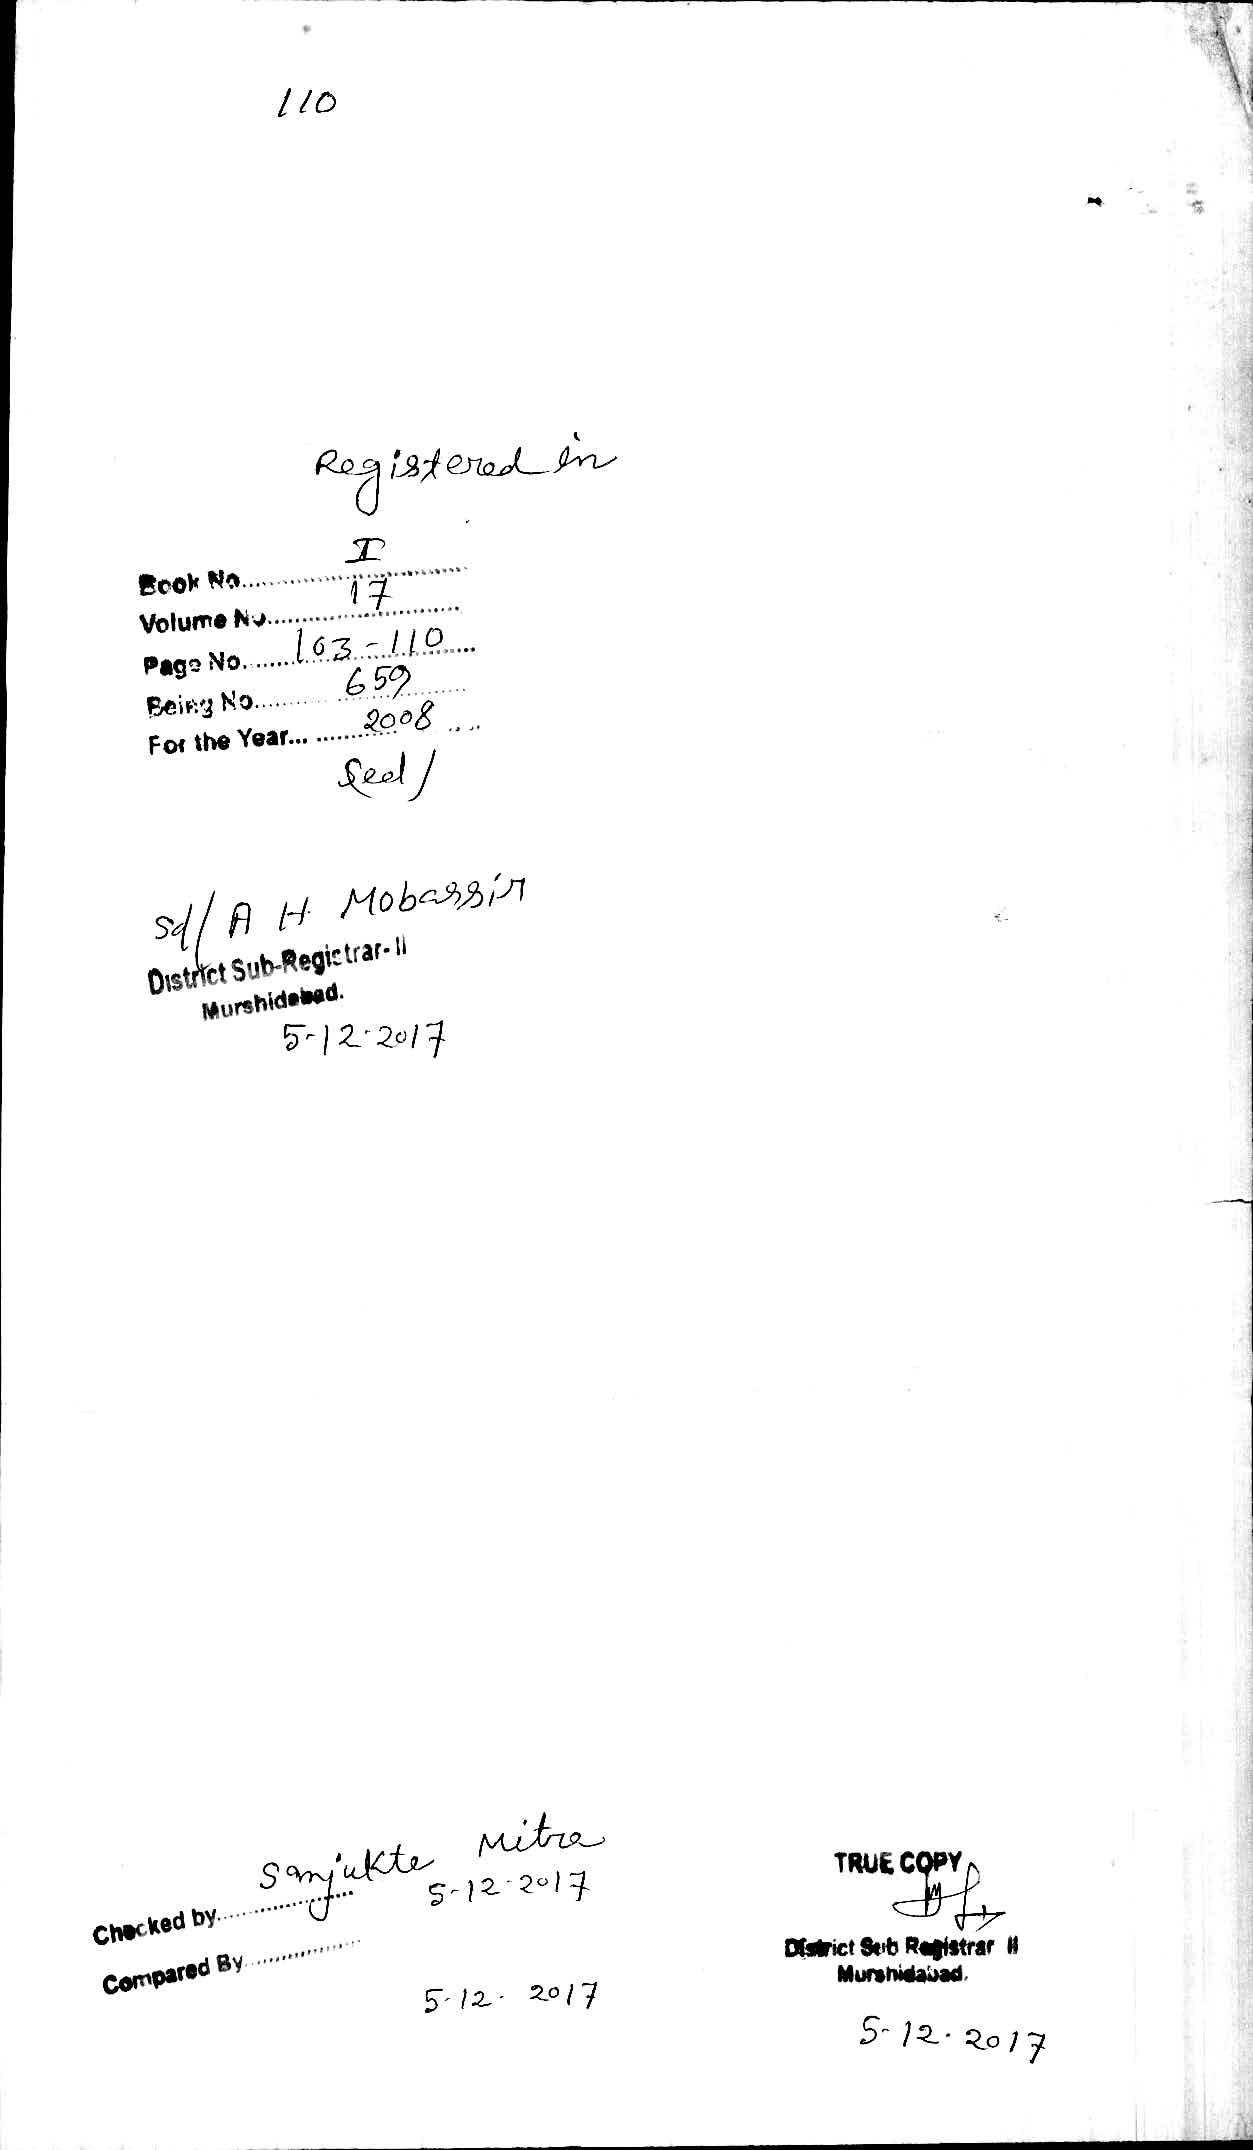 110
Registered in
Book No. I
Volume No. 17
Page No. 103-110
Being No. 659
For the Year... 2008
Seal/
Sd/ A H Mobassir
District Sub-Registrar-II
Murshidabad.
5-12-2017
Checked by Sanjukta Mitra
5-12-2017
Compared By
5-12-2017
TRUE COPY
District Sub Registrar II
Murshidabad.
5-12-2017